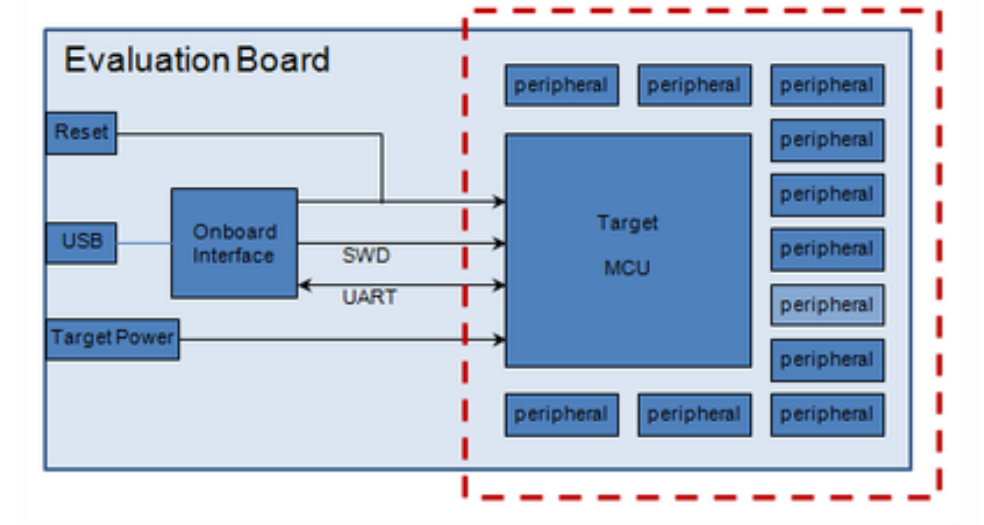 Evaluation Board
peripheral peripheral peripheral
Reset
peripheral
peripheral
Target
MCU
USB
Onboard
Interface
SWD
peripheral
UART
peripheral
Target Power
peripheral
peripheral peripheral peripheral